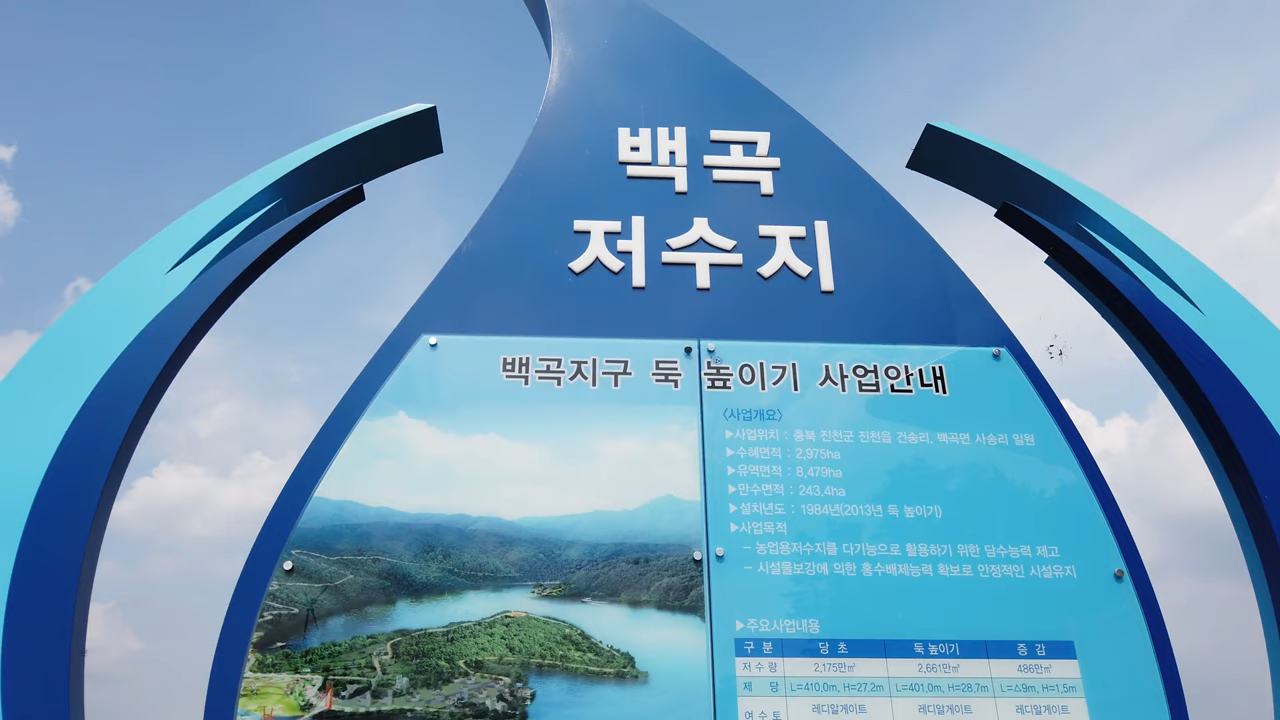 백곡
저수지
백곡지구 둑 높이기 사업안내
〈사업개요〉
▶사업위치 : 충북 진천군 진천읍 건송리, 백곡면 사송리 일원
▶수혜면적 : 2,975ha
▶유역면적 : 8,479ha
▶만수면적 : 243.4ha
▶설치년도 : 1984년(2013년 둑 높이기)
▶사업목적
- 농업용저수지를 다기능으로 활용하기 위한 담수능력 제고
- 시설물보강에 의한 홍수배제능력 확보로 안정적인 시설유지
▶주요사업내용
구 분 당 초 둑 높이기 증 감
저 수 량 2,175만㎥ 2,661만㎥ 486만㎥
제 당 L=410.0m, H=27.2m L=401.0m, H=28.7m L=△9m, H=1.5m
여 수 토 레디알게이트 레디알게이트 레디알게이트